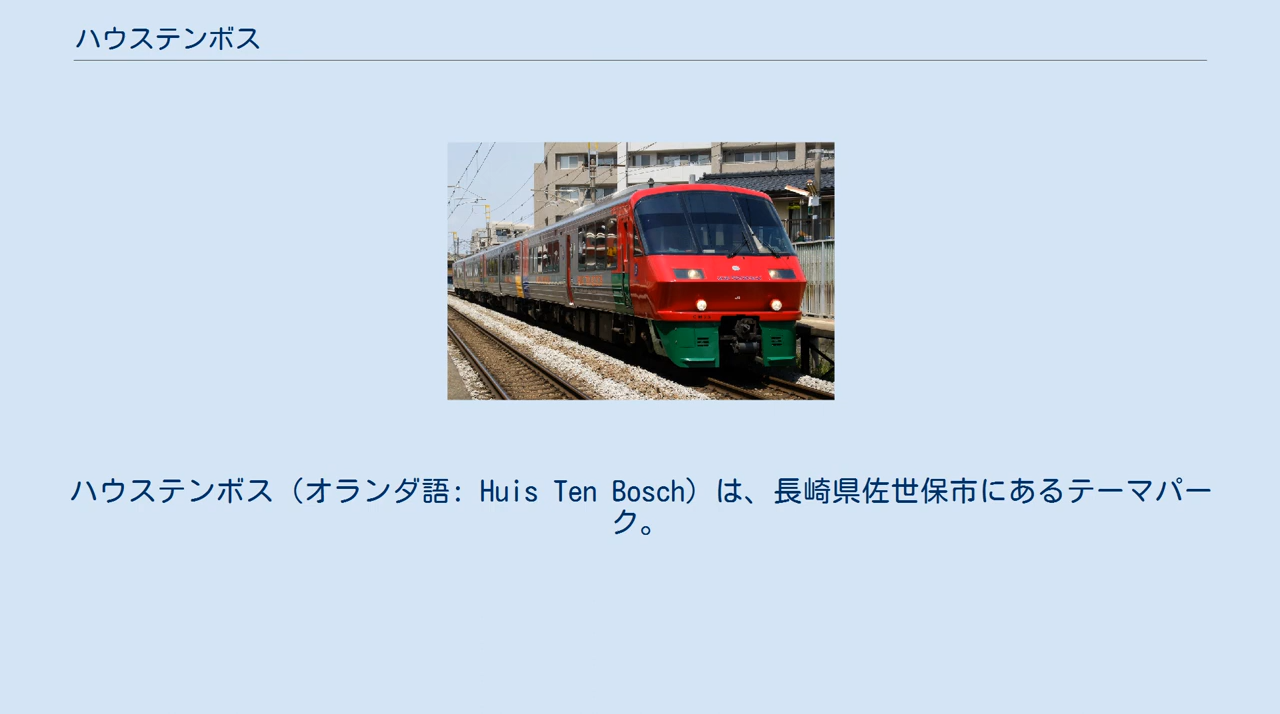 ハウステンボス
ハウステンボス（オランダ語: Huis Ten Bosch）は、長崎県佐世保市にあるテーマパー
ク。